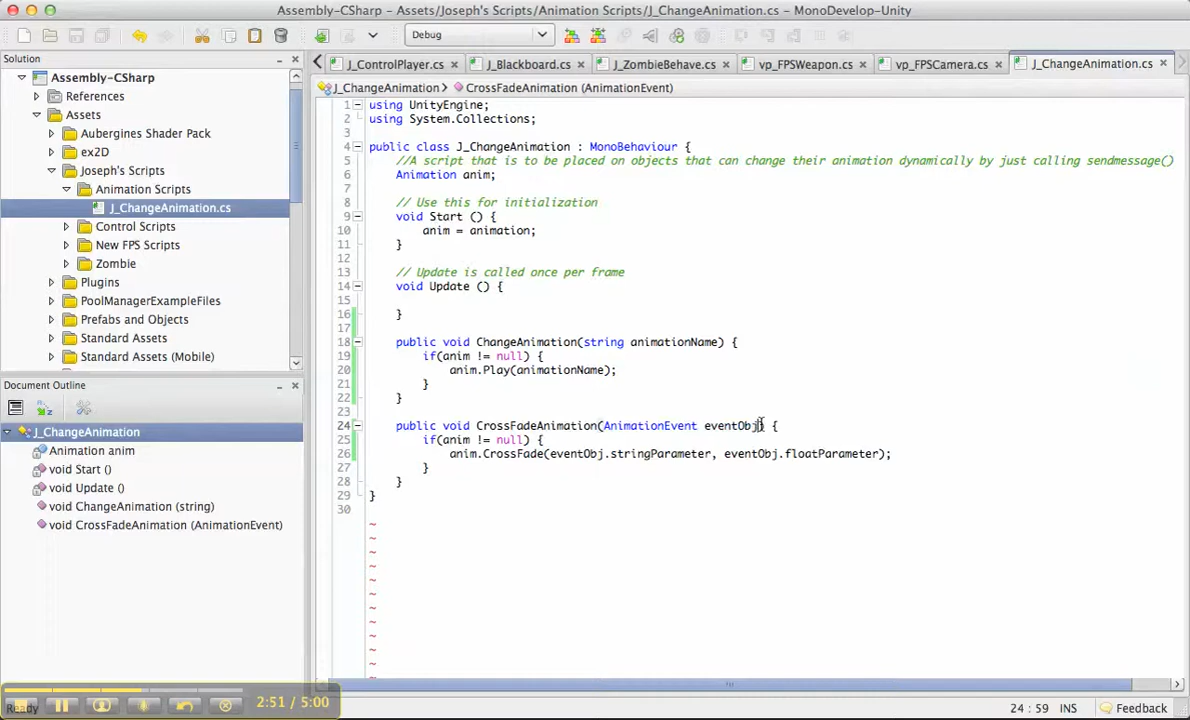 Assembly-CSharp - Assets/Joseph's Scripts/Animation Scripts/J_ChangeAnimation.cs - MonoDevelop-Unity
Debug
Solution
Assembly-CSharp
References
Assets
Aubergines Shader Pack
ex2D
Joseph's Scripts
Animation Scripts
J_ChangeAnimation.cs
Control Scripts
New FPS Scripts
Zombie
Plugins
PoolManagerExampleFiles
Prefabs and Objects
Standard Assets
Standard Assets (Mobile)
Document Outline
J_ChangeAnimation
Animation anim
void Start ()
void Update ()
void ChangeAnimation (string)
void CrossFadeAnimation (AnimationEvent)
J_ControlPlayer.cs J_Blackboard.cs J_ZombieBehave.cs vp_FPSWeapon.cs vp_FPSCamera.cs J_ChangeAnimation.cs
J_ChangeAnimation CrossFadeAnimation (AnimationEvent)
1 using UnityEngine;
2 using System.Collections;
3
4 public class J_ChangeAnimation : MonoBehaviour {
5 //A script that is to be placed on objects that can change their animation dynamically by just calling sendmessage()
6 Animation anim;
7
8 // Use this for initialization
9 void Start () {
10 anim = animation;
11 }
12
13 // Update is called once per frame
14 void Update () {
15
16 }
17
18 public void ChangeAnimation(string animationName) {
19 if(anim != null) {
20 anim.Play(animationName);
21 }
22 }
23
24 public void CrossFadeAnimation(AnimationEvent eventObj) {
25 if(anim != null) {
26 anim.CrossFade(eventObj.stringParameter, eventObj.floatParameter);
27 }
28 }
29 }
30
~
~
~
~
~
~
~
~
~
~
~
Ready
2:51 / 5:00
24 : 59 INS Feedback